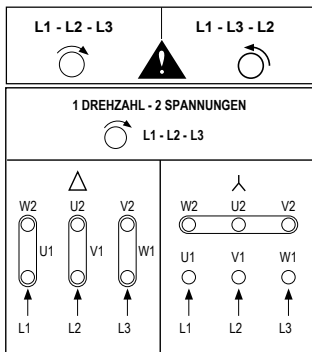 L1 - L2 - L3
L1 - L3 - L2
!
1 DREHZAHL - 2 SPANNUNGEN
L1 - L2 - L3
W2 U2 V2
U1 V1 W1
L1 L2 L3
W2 U2 V2
U1 V1 W1
L1 L2 L3